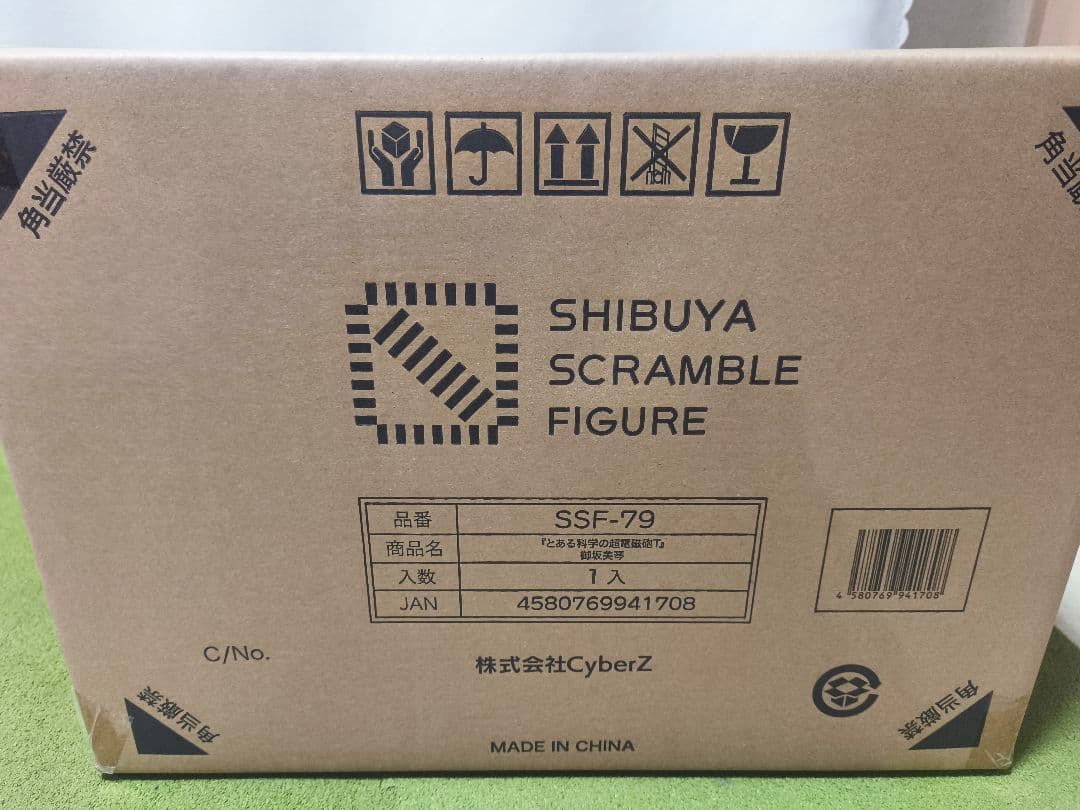 角当厳禁
角当厳
SHIBUYA
SCRAMBLE
FIGURE
品番 SSF-79
商品名 『とある科学の超電磁砲T』
御坂美琴
入数 1入
JAN 4580769941708
4 580769 941708
C/No.
株式会社CyberZ
角当厳禁
角当厳禁
MADE IN CHINA